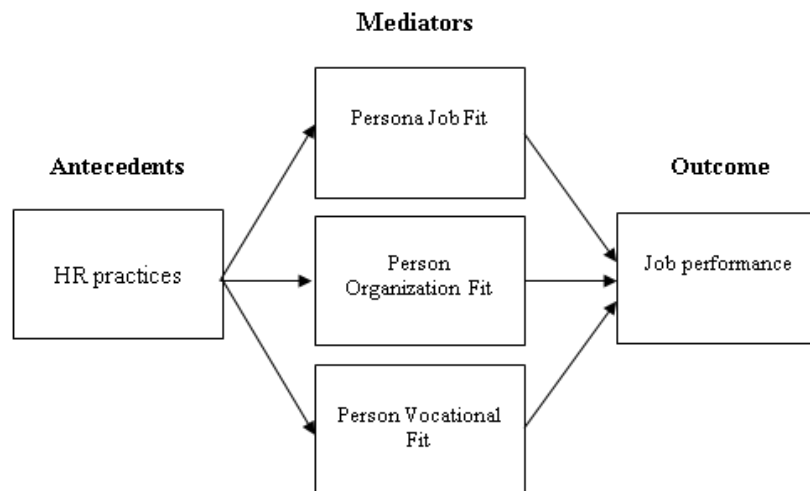 Mediators
Persona Job Fit
Antecedents
Outcome
HR practices
Person
Organization Fit
Job performance
Person Vocational
Fit